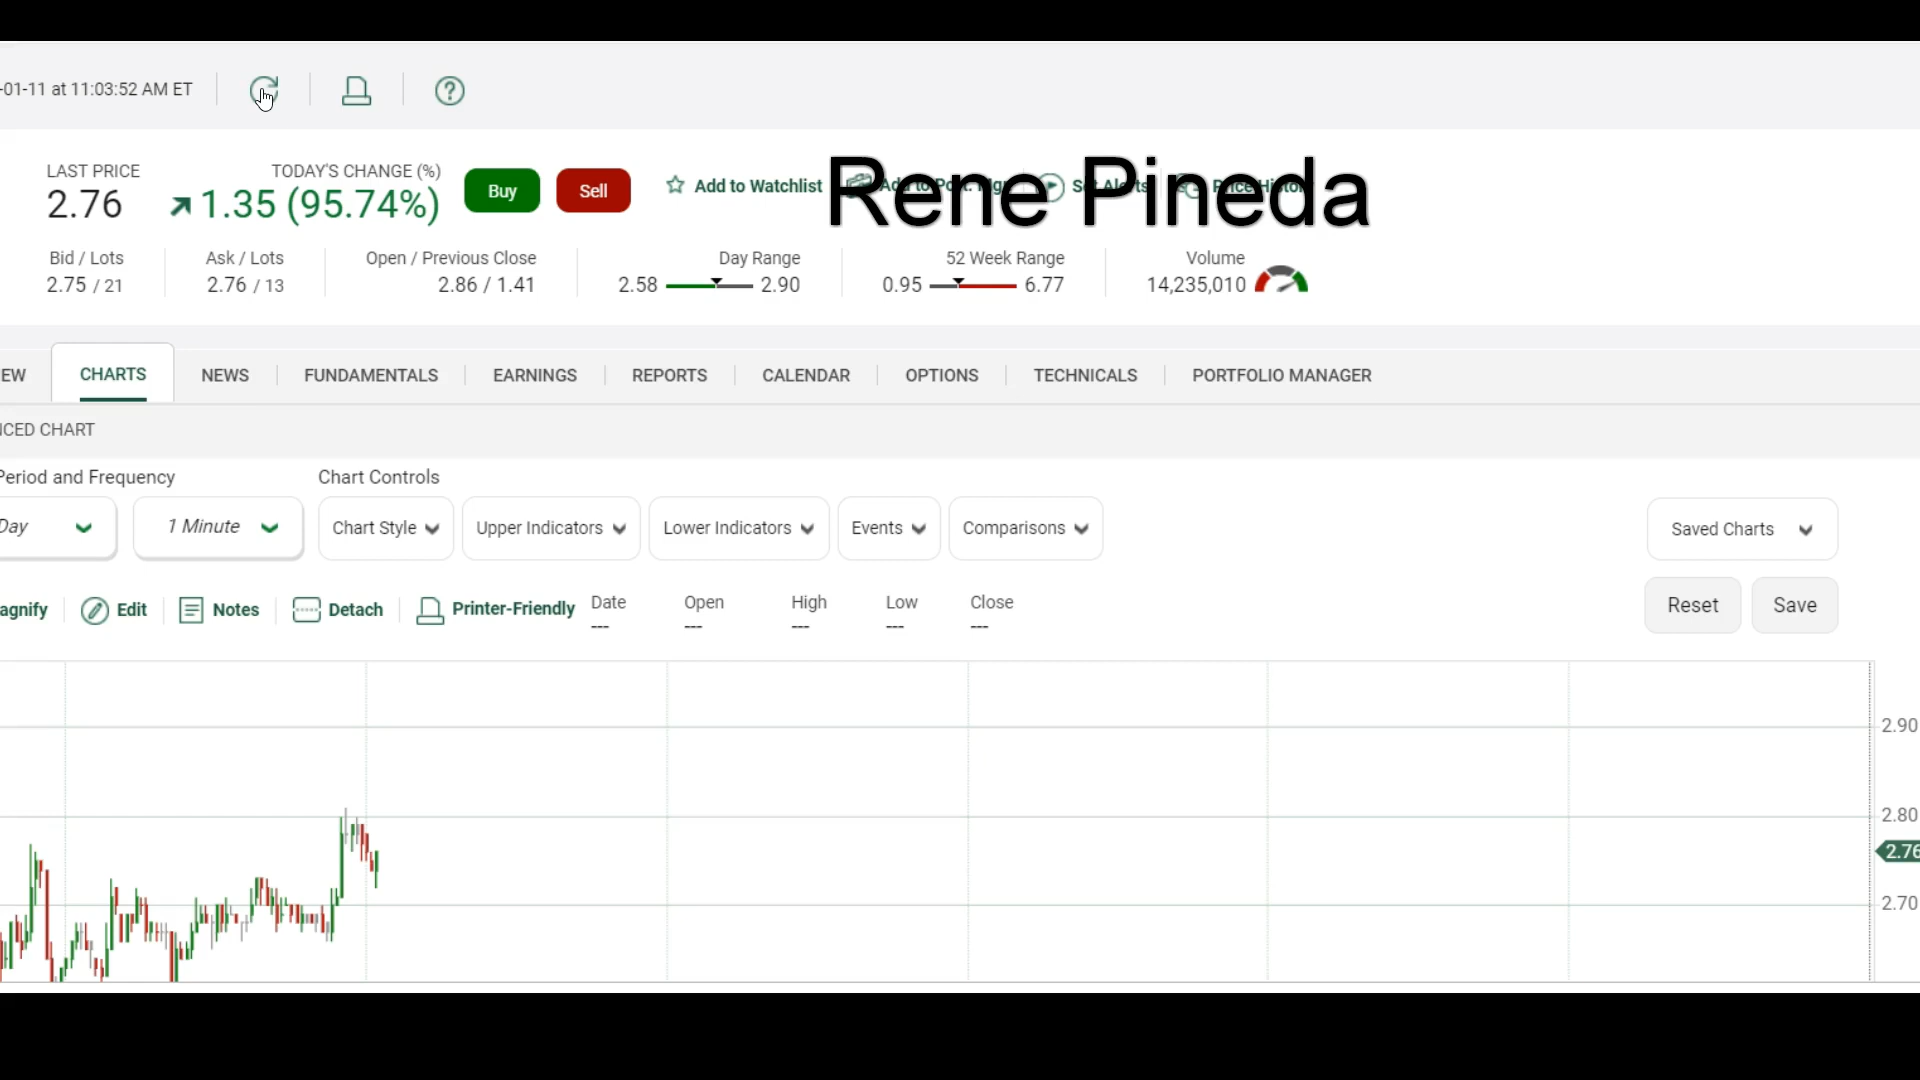 -01-11 at 11:03:52 AM ET
LAST PRICE
2.76
TODAY'S CHANGE (%)
1.35 (95.74%)
Buy
Sell
Add to Watchlist
Rene Pineda
Bid / Lots
2.75 / 21
Ask / Lots
2.76 / 13
Open / Previous Close
2.86 / 1.41
Day Range
2.58 2.90
52 Week Range
0.95 6.77
Volume
14,235,010
EW CHARTS NEWS FUNDAMENTALS EARNINGS REPORTS CALENDAR OPTIONS TECHNICALS PORTFOLIO MANAGER
CED CHART
Period and Frequency
Chart Controls
Day 1 Minute Chart Style Upper Indicators Lower Indicators Events Comparisons Saved Charts
agnify Edit Notes Detach Printer-Friendly
Date Open High Low Close
--- --- --- --- ---
Reset Save
2.90
2.80
2.76
2.70